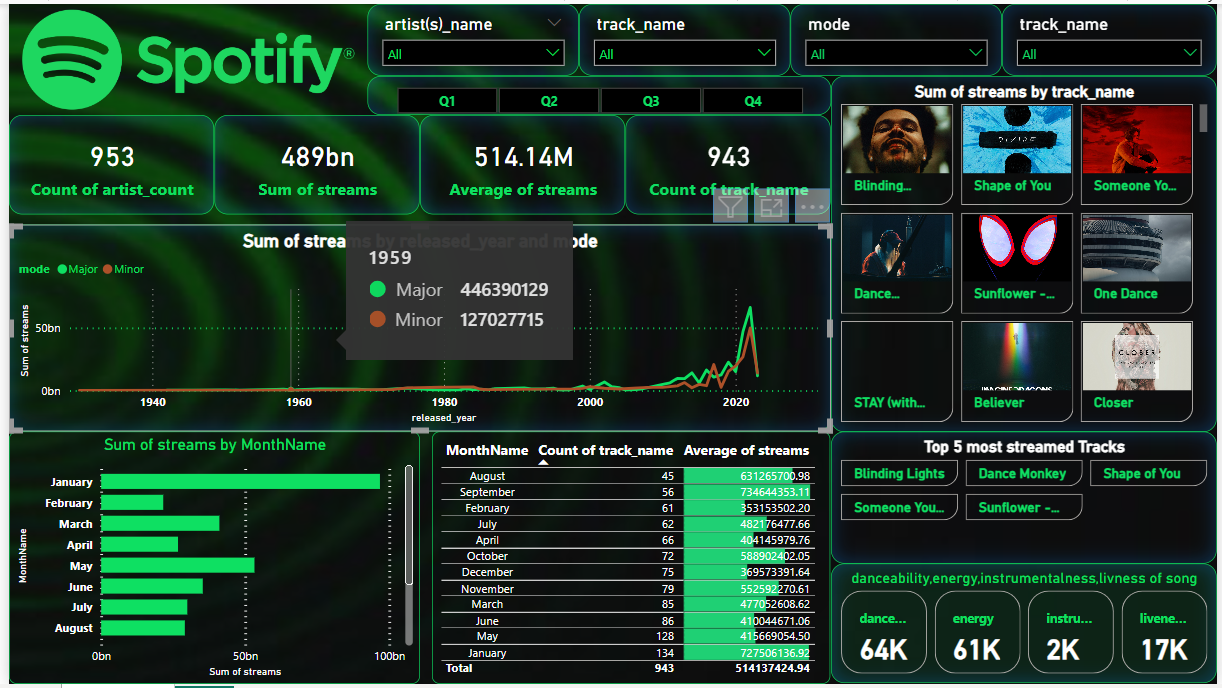 Spotify®
artist(s)_name
All
track_name
All
mode
All
track_name
All
Q1
Q2
Q3
Q4
953
Count of artist_count
489bn
Sum of streams
514.14M
Average of streams
943
Count of track_name
Sum of streams by released_year and mode
mode Major Minor
1959
Major 446390129
Minor 127027715
Sum of streams
50bn
0bn
1940 1960 1980 2000 2020
released_year
Sum of streams by track_name
Blinding...
Shape of You
Someone Yo...
Dance...
Sunflower -...
One Dance
IMAGINE DRAGONS
CLOSER
STAY (with...
Believer
Closer
Sum of streams by MonthName
MonthName
January
February
March
April
May
June
July
August
0bn 50bn 100bn
Sum of streams
MonthName Count of track_name Average of streams
August 45 631265700.98
September 56 734644353.11
February 61 353153502.20
July 62 482176477.66
April 66 404145979.76
October 72 588902402.05
December 75 369573391.64
November 79 552592270.61
March 85 477052608.62
June 86 410044671.06
May 128 415669054.50
January 134 727506136.92
Total 943 514137424.94
Top 5 most streamed Tracks
Blinding Lights
Dance Monkey
Shape of You
Someone You...
Sunflower -...
danceability,energy,instrumentalness,livness of song
dance...
64K
energy
61K
instru...
2K
livene...
17K